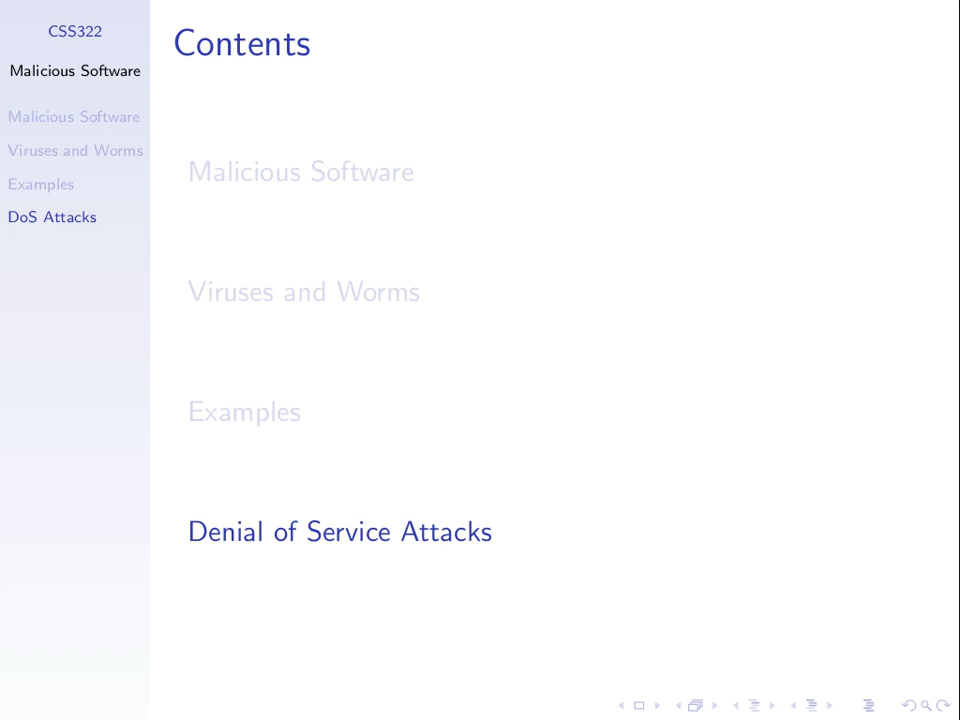 CSS322
Malicious Software
Malicious Software
Viruses and Worms
Examples
DoS Attacks
Contents
Malicious Software
Viruses and Worms
Examples
Denial of Service Attacks